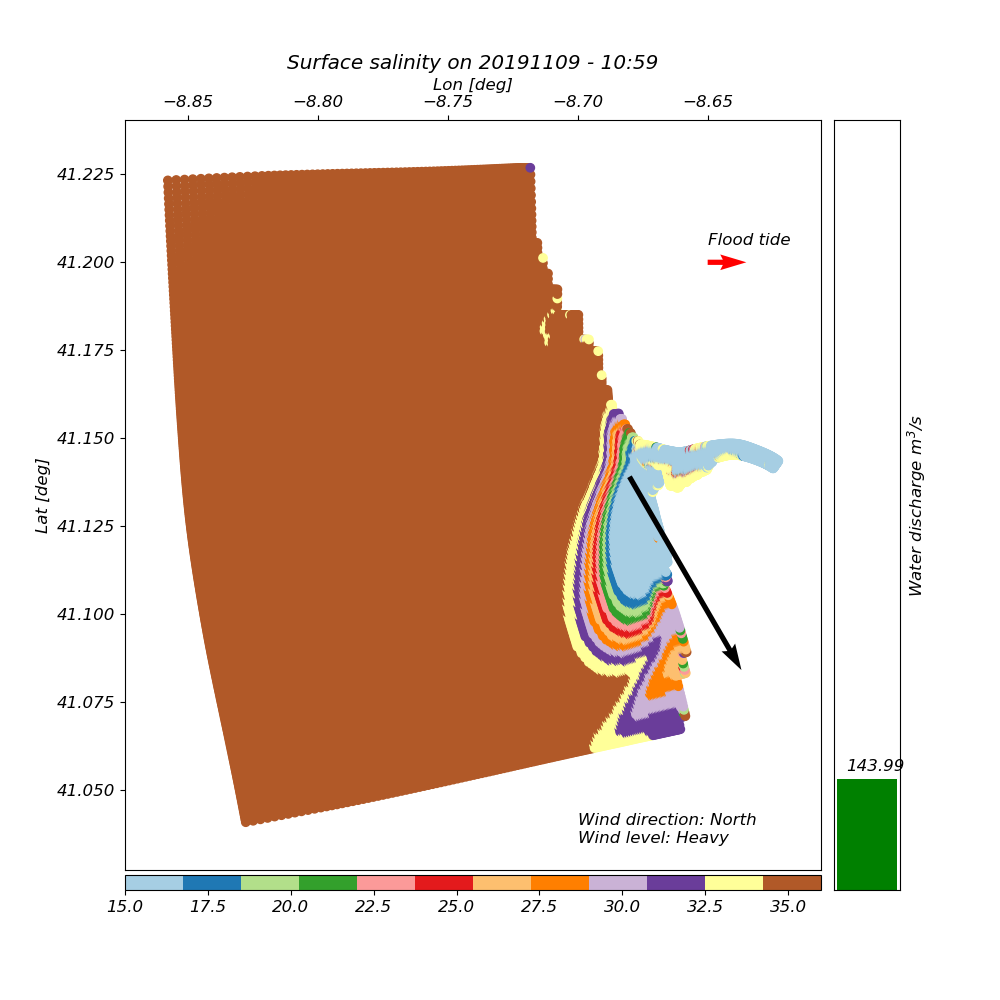 Surface salinity on 20191109 - 10:59
Lon [deg]
−8.85 −8.80 −8.75 −8.70 −8.65
41.225
41.200
41.175
41.150
41.125
41.100
41.075
41.050
Lat [deg]
Flood tide
Wind direction: North
Wind level: Heavy
143.99
Water discharge m³/s
15.0 17.5 20.0 22.5 25.0 27.5 30.0 32.5 35.0